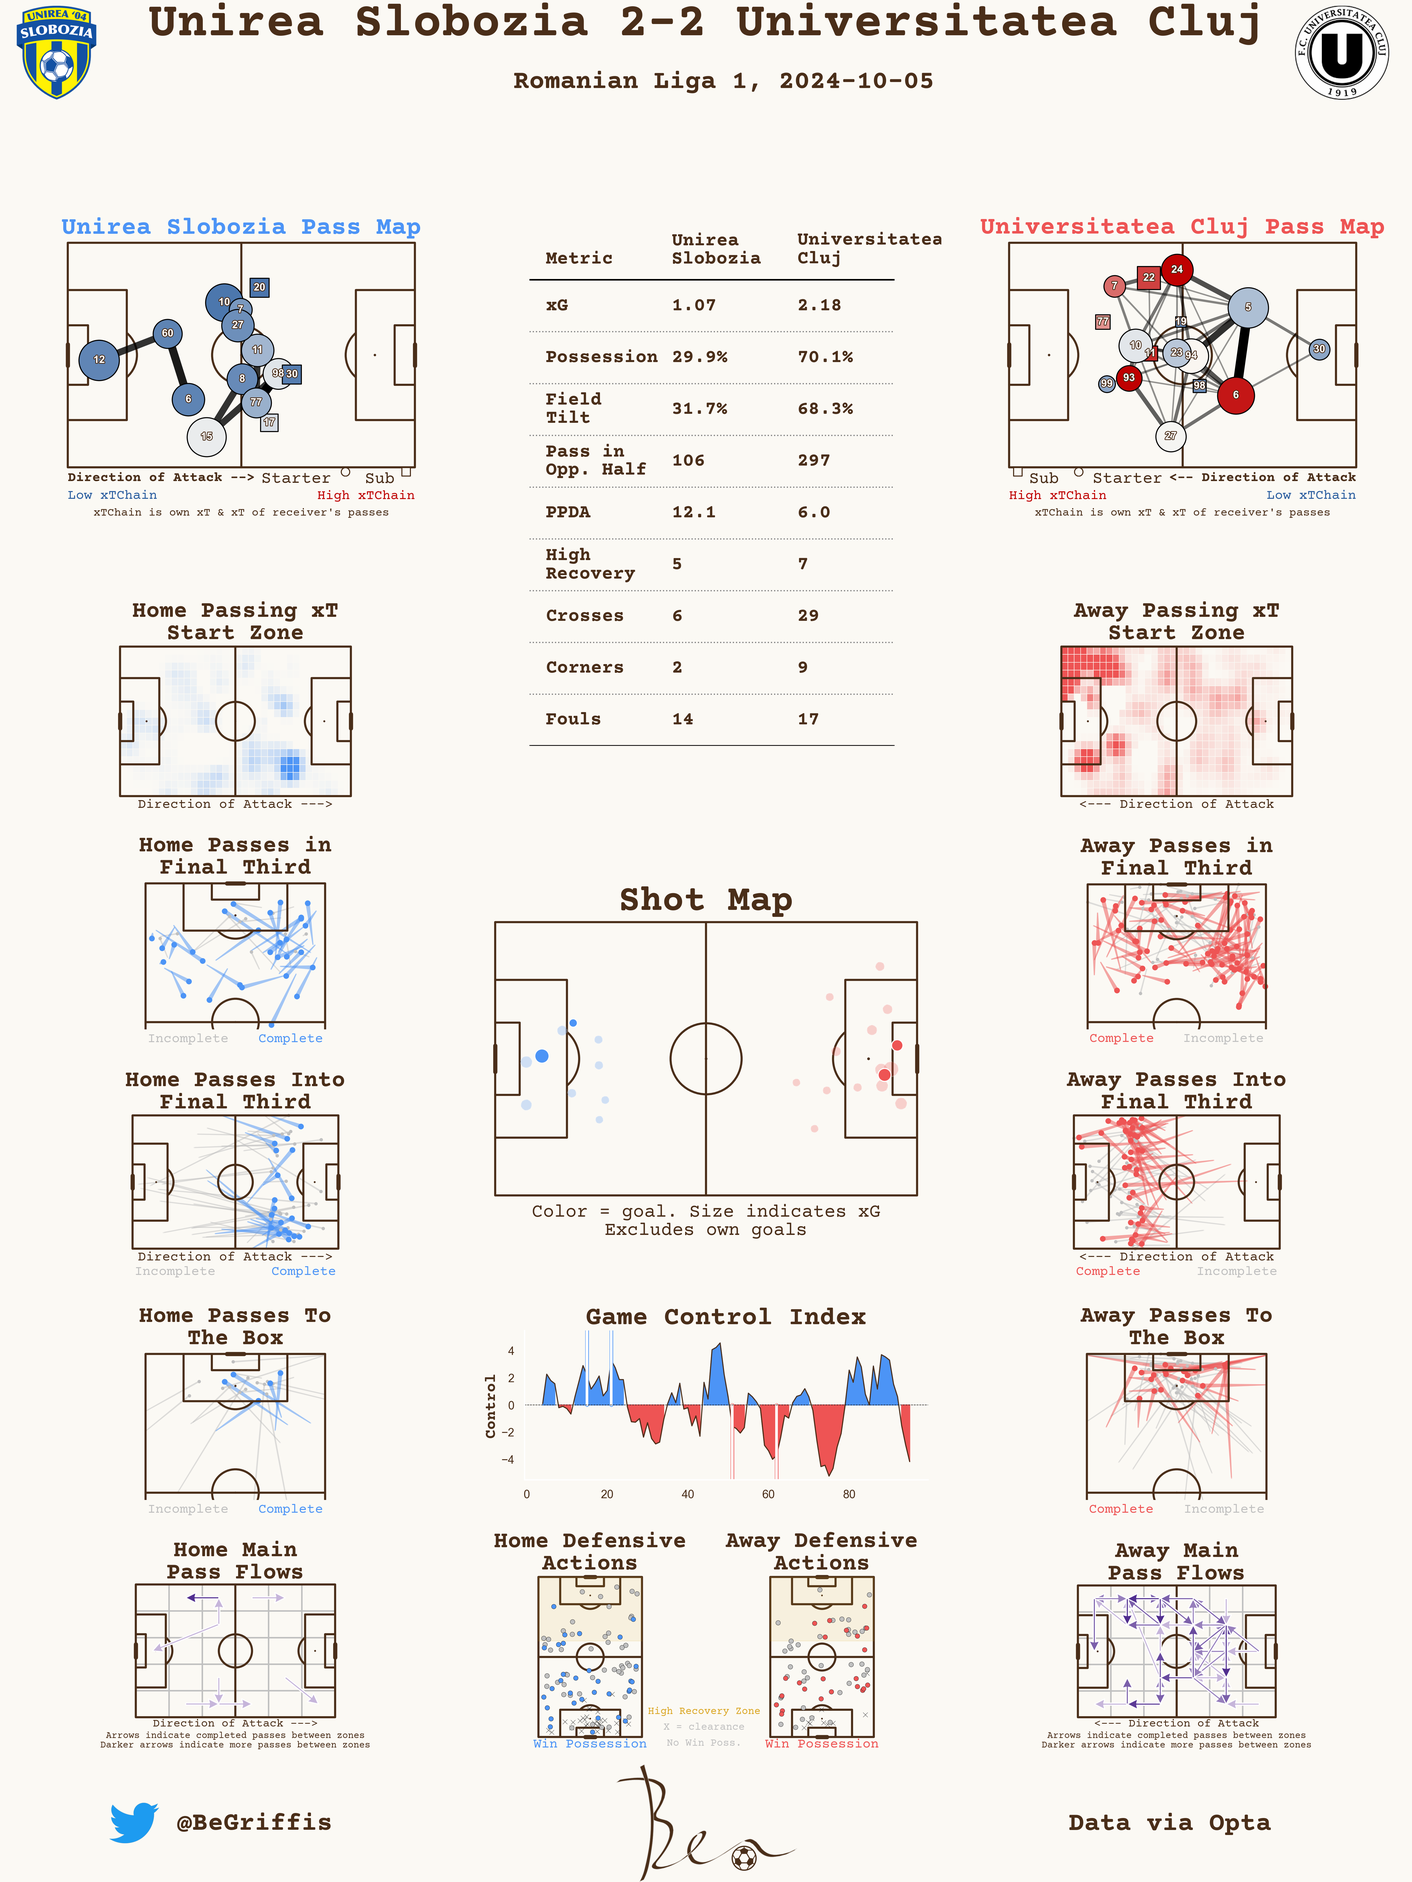 Unirea Slobozia 2-2 Universitatea Cluj
Romanian Liga 1, 2024-10-05
UNIREA '04
SLOBOZIA
F.C. UNIVERSITATEA CLUJ
U
1919
Unirea Slobozia Pass Map
20
10
7
27
60
11
12
98
30
8
6
77
17
15
Direction of Attack --> Starter Sub
Low xTChain High xTChain
xTChain is own xT & xT of receiver's passes
Metric Unirea Slobozia Universitatea Cluj
xG 1.07 2.18
Possession 29.9% 70.1%
Field Tilt 31.7% 68.3%
Pass in Opp. Half 106 297
PPDA 12.1 6.0
High Recovery 5 7
Crosses 6 29
Corners 2 9
Fouls 14 17
Universitatea Cluj Pass Map
24
22
7
5
77
19
10
11
23
94
30
93
99
98
6
27
Sub Starter <-- Direction of Attack
High xTChain Low xTChain
xTChain is own xT & xT of receiver's passes
Home Passing xT
Start Zone
Direction of Attack --->
Away Passing xT
Start Zone
<--- Direction of Attack
Home Passes in
Final Third
Incomplete Complete
Away Passes in
Final Third
Complete Incomplete
Shot Map
Color = goal. Size indicates xG
Excludes own goals
Home Passes Into
Final Third
Direction of Attack --->
Incomplete Complete
Away Passes Into
Final Third
<--- Direction of Attack
Complete Incomplete
Home Passes To
The Box
Incomplete Complete
Game Control Index
Control
4
2
0
−2
−4
0 20 40 60 80
Away Passes To
The Box
Complete Incomplete
Home Main
Pass Flows
Direction of Attack --->
Arrows indicate completed passes between zones
Darker arrows indicate more passes between zones
Home Defensive
Actions
Win Possession
Away Defensive
Actions
Win Possession
High Recovery Zone
X = clearance
No Win Poss.
Away Main
Pass Flows
<--- Direction of Attack
Arrows indicate completed passes between zones
Darker arrows indicate more passes between zones
@BeGriffis
Ben
Data via Opta